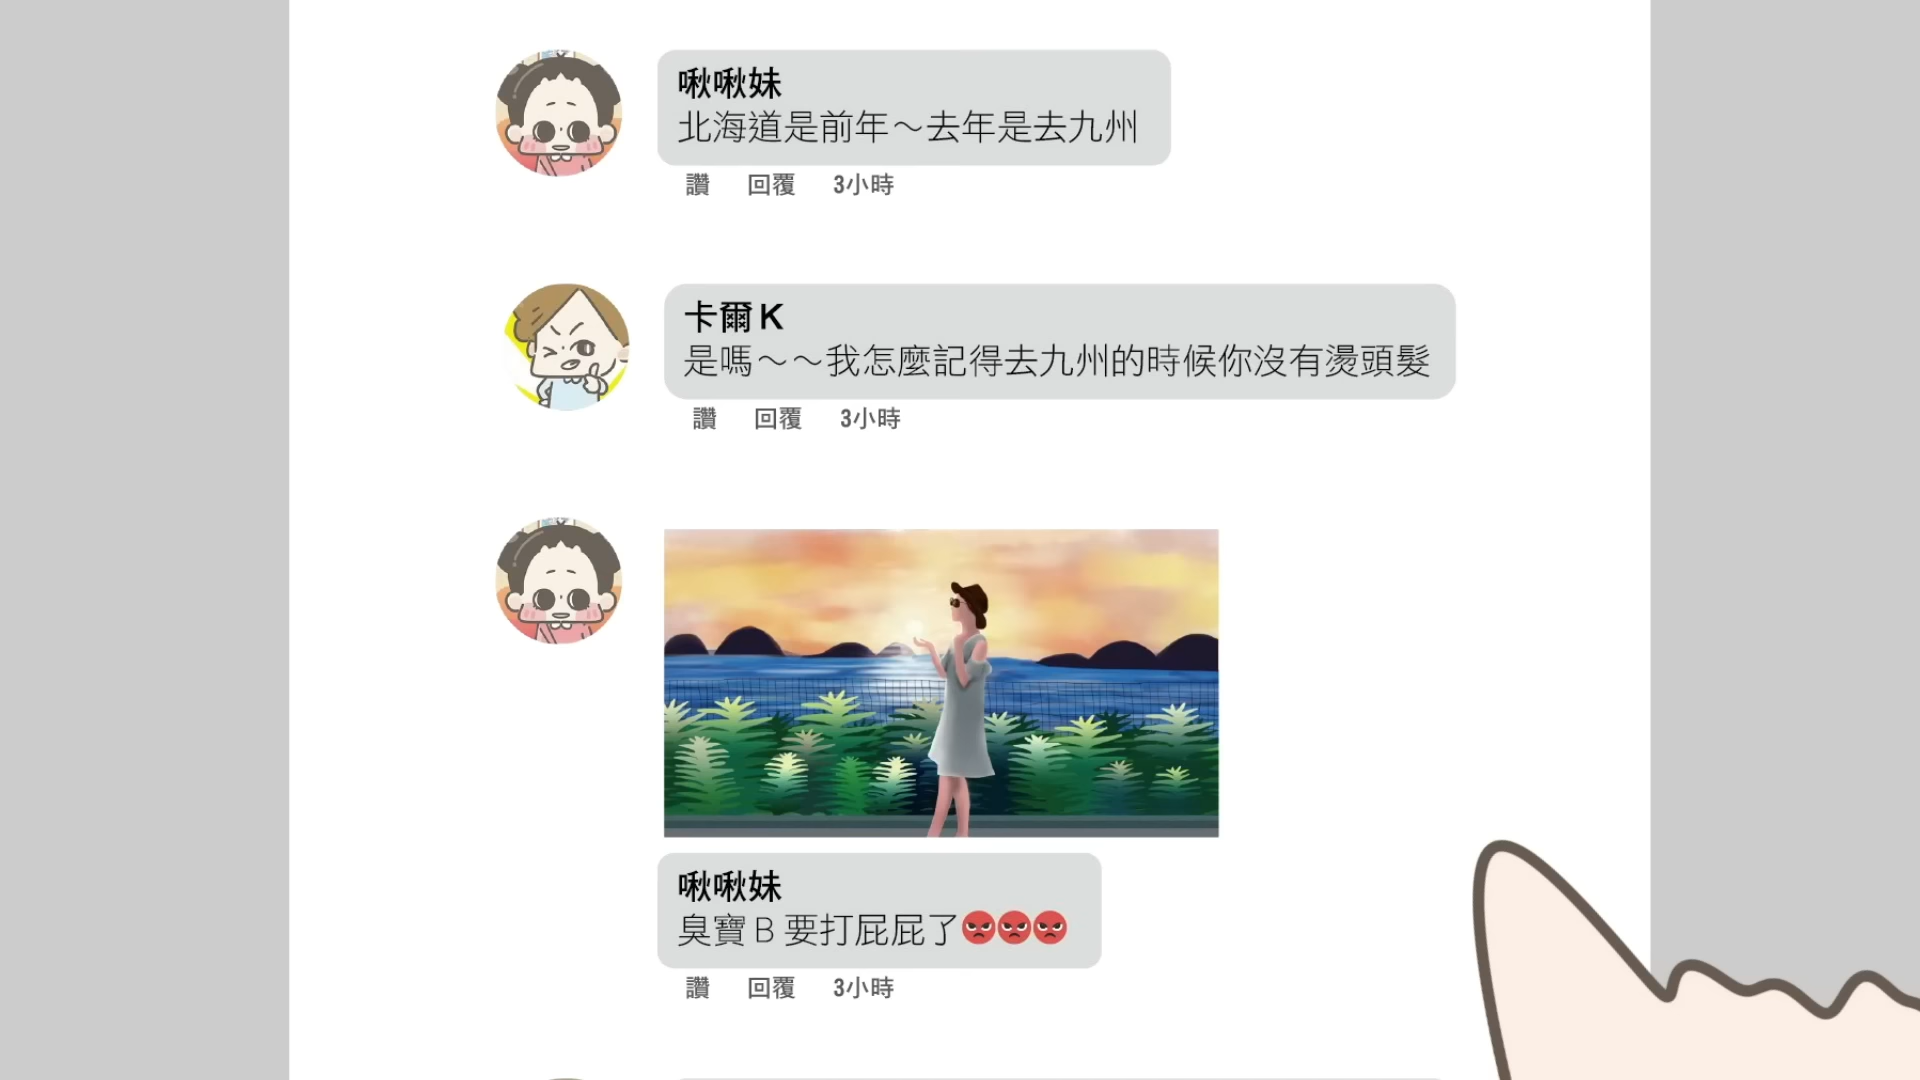 啾啾妹
北海道是前年～去年是去九州
讚 回覆 3小時
卡爾K
是嗎～～我怎麼記得去九州的時候你沒有燙頭髮
讚 回覆 3小時
啾啾妹
臭寶B要打屁屁了😡😡😡
讚 回覆 3小時